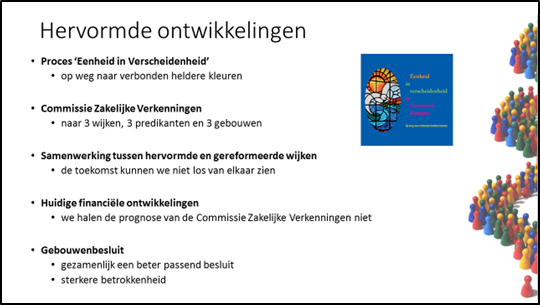 Hervormde ontwikkelingen
• Proces ‘Eenheid in Verscheidenheid’
• op weg naar verbonden heldere kleuren
• Commissie Zakelijke Verkenningen
• naar 3 wijken, 3 predikanten en 3 gebouwen
• Samenwerking tussen hervormde en gereformeerde wijken
• de toekomst kunnen we niet los van elkaar zien
• Huidige financiële ontwikkelingen
• we halen de prognose van de Commissie Zakelijke Verkenningen niet
• Gebouwenbesluit
• gezamenlijk een beter passend besluit
• sterkere betrokkenheid
Eenheid
in
verscheidenheid